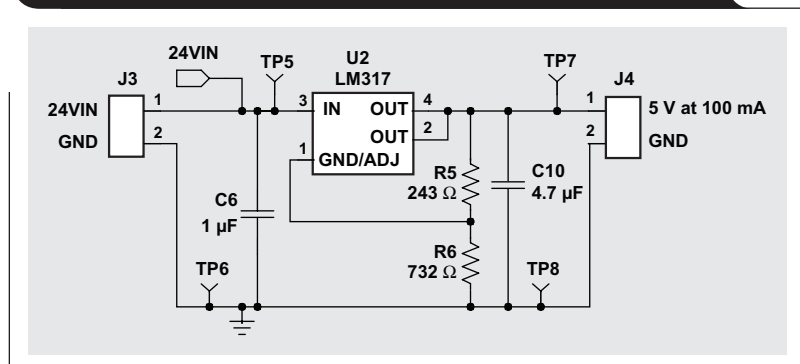 24VIN
TP5
U2
LM317
TP7
J3
J4
24VIN
1
3
IN
OUT
4
1
5 V at 100 mA
GND
2
OUT
2
2
GND
1
GND/ADJ
R5
243 Ω
C10
4.7 µF
C6
1 µF
R6
732 Ω
TP6
TP8